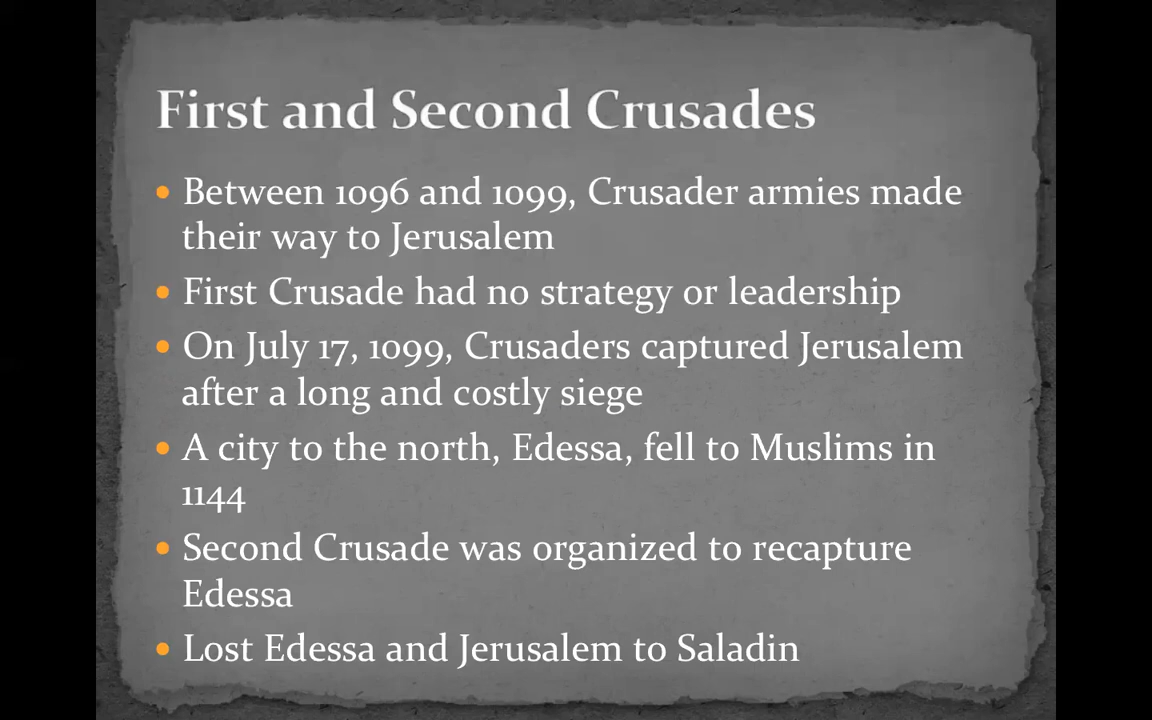 First and Second Crusades
• Between 1096 and 1099, Crusader armies made
their way to Jerusalem
• First Crusade had no strategy or leadership
• On July 17, 1099, Crusaders captured Jerusalem
after a long and costly siege
• A city to the north, Edessa, fell to Muslims in
1144
• Second Crusade was organized to recapture
Edessa
• Lost Edessa and Jerusalem to Saladin